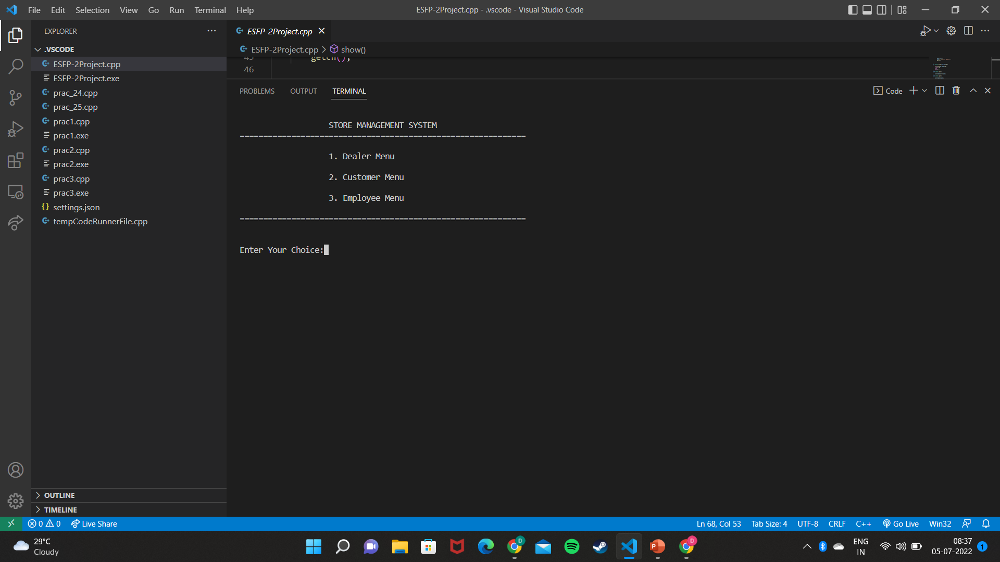 File Edit Selection View Go Run Terminal Help
ESFP-2Project.cpp - .vscode - Visual Studio Code
EXPLORER
.VSCODE
ESFP-2Project.cpp
ESFP-2Project.exe
prac_24.cpp
prac_25.cpp
prac1.cpp
prac1.exe
prac2.cpp
prac2.exe
prac3.cpp
prac3.exe
settings.json
tempCodeRunnerFile.cpp
OUTLINE
TIMELINE
ESFP-2Project.cpp
ESFP-2Project.cpp > show()
45 getch();
46
PROBLEMS OUTPUT TERMINAL
Code
STORE MANAGEMENT SYSTEM
=============================================================
1. Dealer Menu
2. Customer Menu
3. Employee Menu
=============================================================
Enter Your Choice:
0 0 Live Share
Ln 68, Col 53 Tab Size: 4 UTF-8 CRLF C++ Go Live Win32
29°C
Cloudy
D
D
P
ENG
IN
08:37
05-07-2022
1